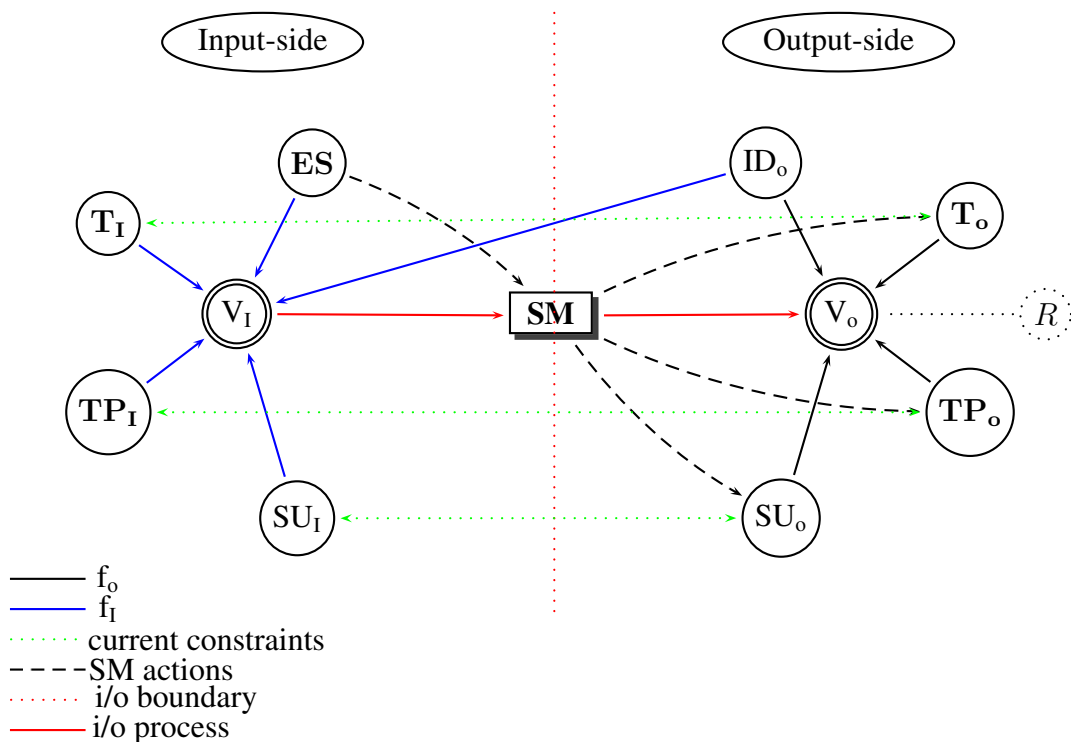 Input-side
Output-side
ES
ID_o
T_I
T_o
V_I
SM
V_o
R
TP_I
TP_o
SU_I
SU_o
f_o
f_I
current constraints
SM actions
i/o boundary
i/o process